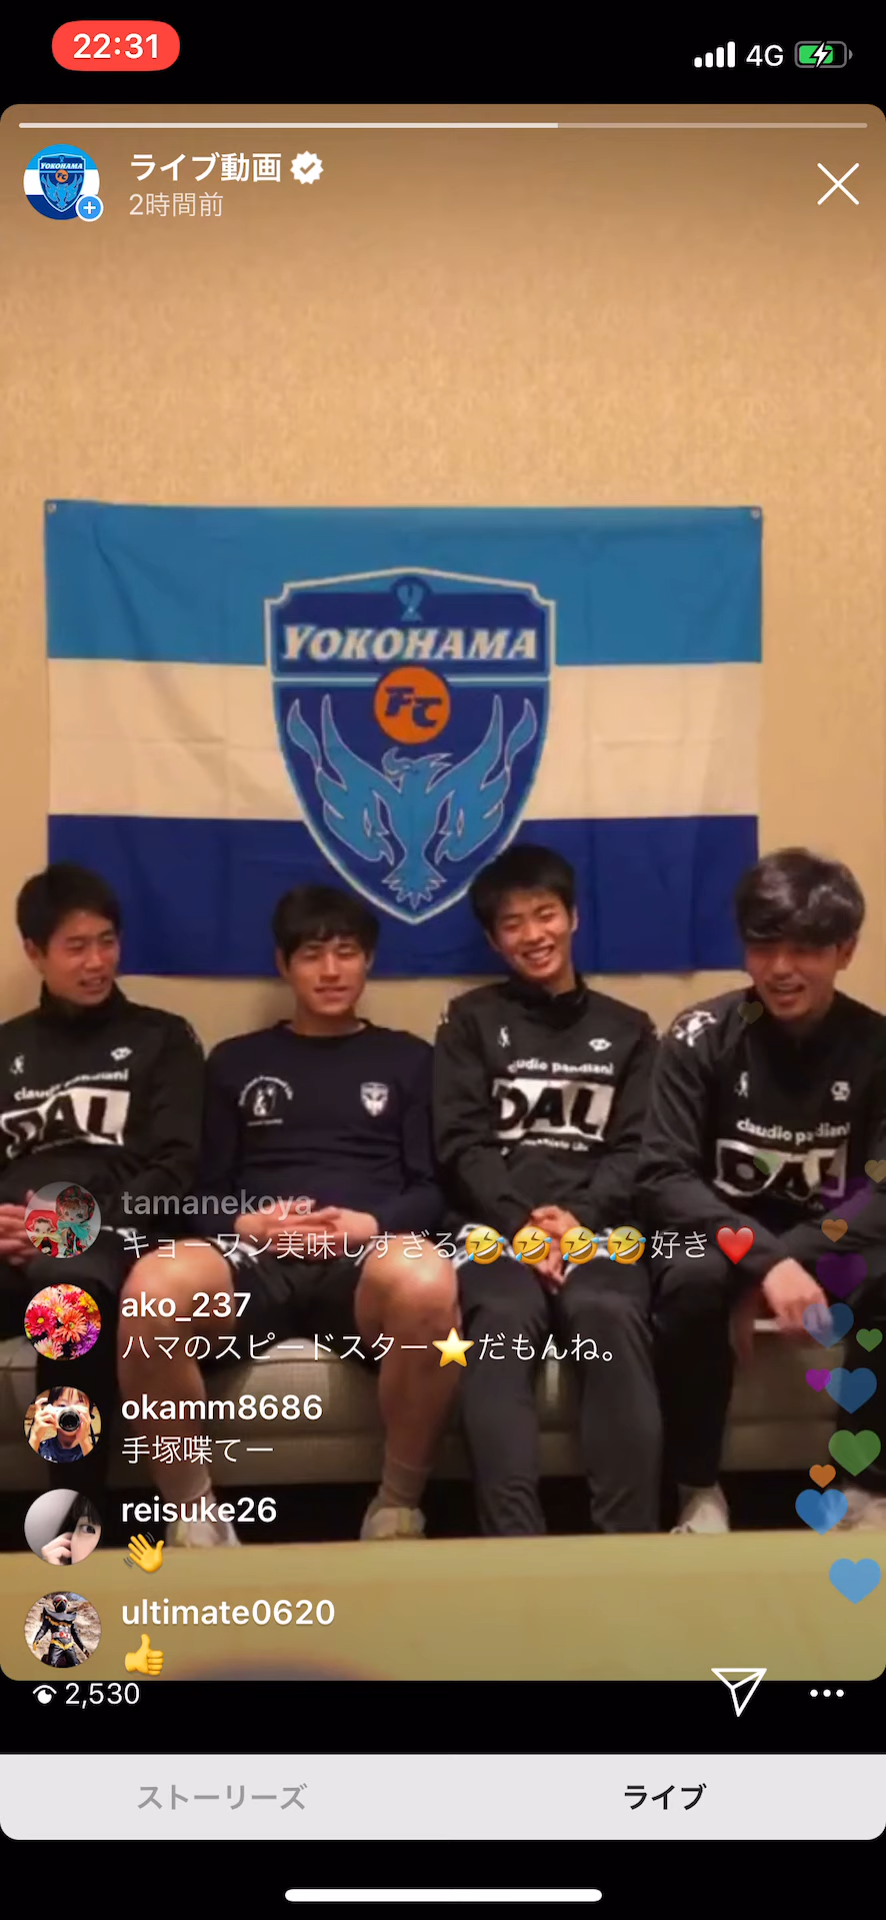 22:31
4G
YOKOHAMA
FC
ライブ動画
2時間前
YOKOHAMA
FC
claudio pandiani
DAL
claudio pandiani
DAL
claudio pandiani
DAL
tamanekoya
キョーワン美味しすぎる🤣🤣🤣🤣好き❤️
ako_237
ハマのスピードスター⭐だもんね。
okamm8686
手塚喋てー
reisuke26
👋
ultimate0620
👍
2,530
ストーリーズ
ライブ